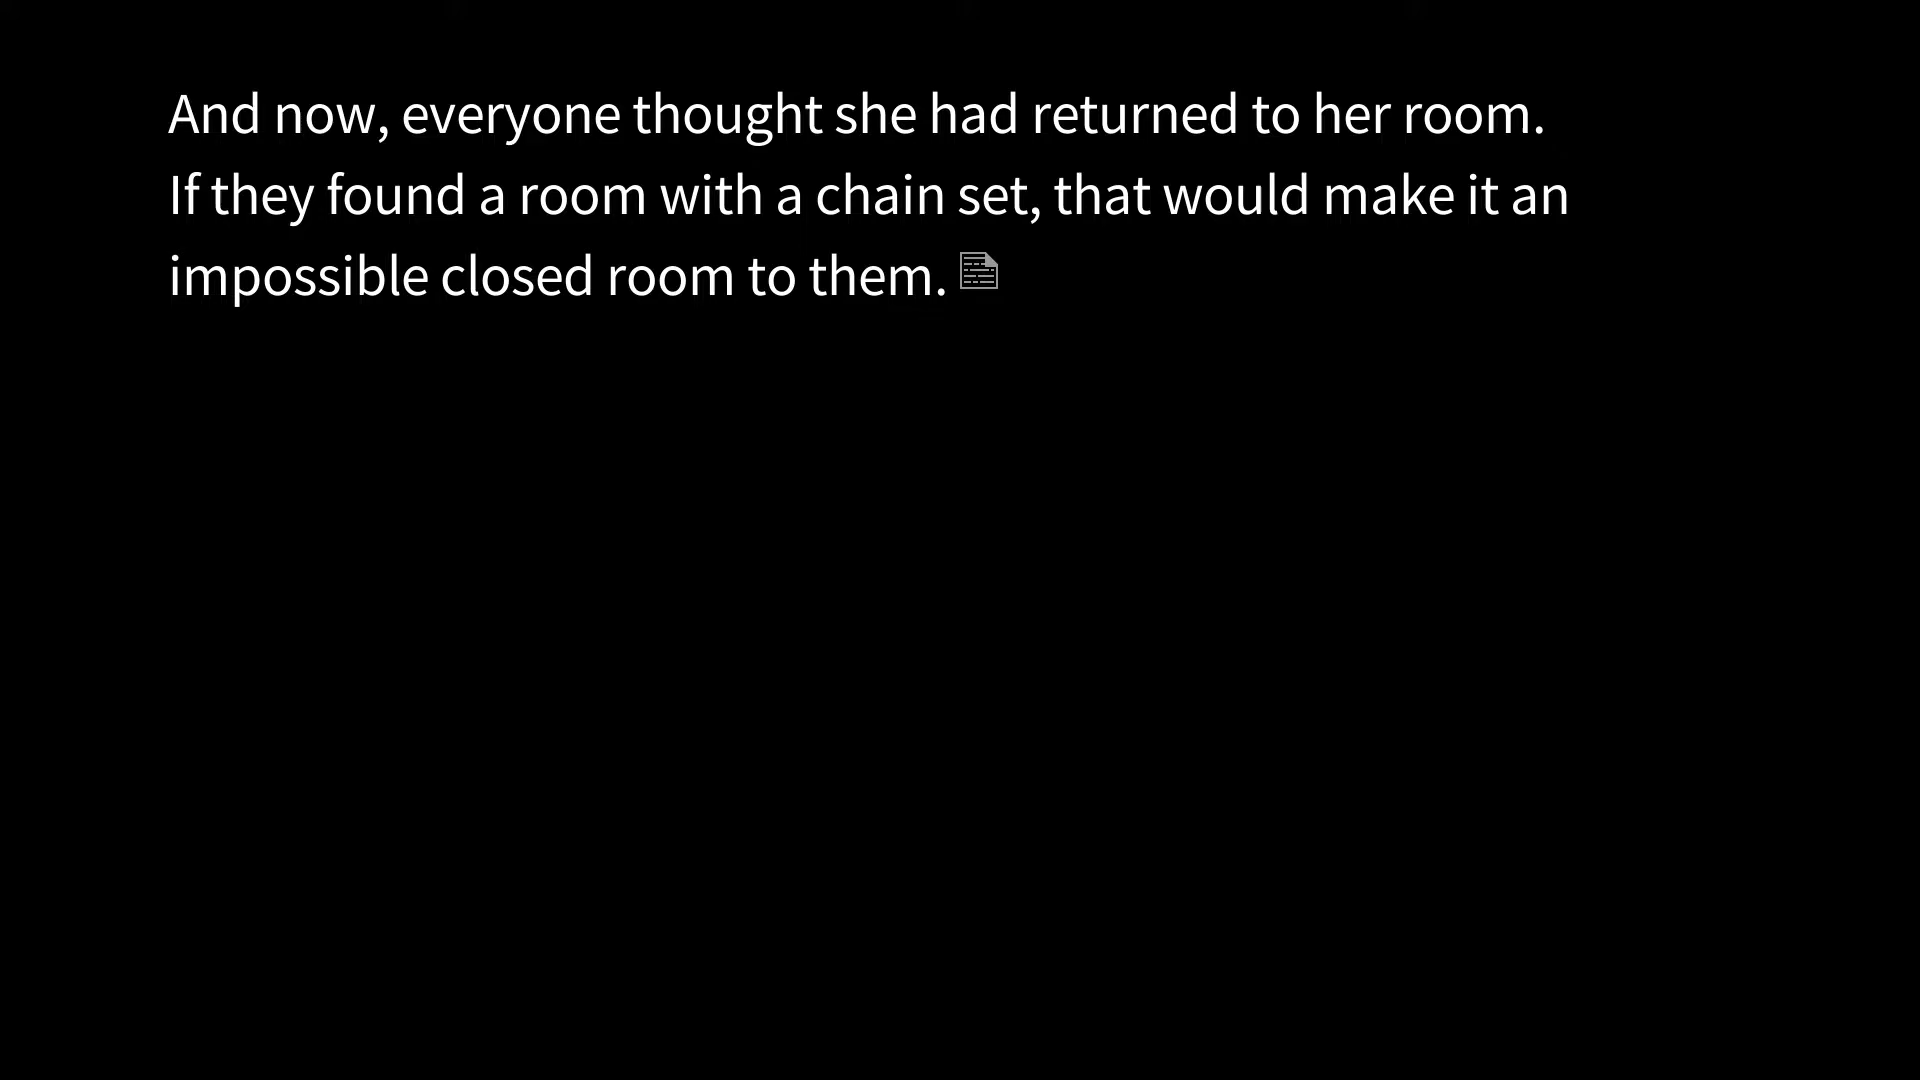 And now, everyone thought she had returned to her room.
If they found a room with a chain set, that would make it an
impossible closed room to them.